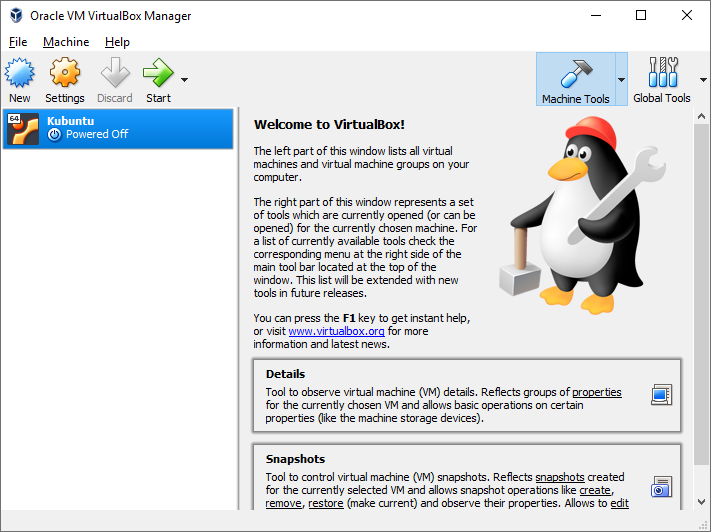 Oracle VM VirtualBox Manager
File Machine Help
New Settings Discard Start Machine Tools Global Tools
64
Kubuntu
Powered Off
Welcome to VirtualBox!
The left part of this window lists all virtual
machines and virtual machine groups on your
computer.
The right part of this window represents a set
of tools which are currently opened (or can be
opened) for the currently chosen machine. For
a list of currently available tools check the
corresponding menu at the right side of the
main tool bar located at the top of the
window. This list will be extended with new
tools in future releases.
You can press the F1 key to get instant help,
or visit www.virtualbox.org for more
information and latest news.
Details
Tool to observe virtual machine (VM) details. Reflects groups of properties
for the currently chosen VM and allows basic operations on certain
properties (like the machine storage devices).
Snapshots
Tool to control virtual machine (VM) snapshots. Reflects snapshots created
for the currently selected VM and allows snapshot operations like create,
remove, restore (make current) and observe their properties. Allows to edit